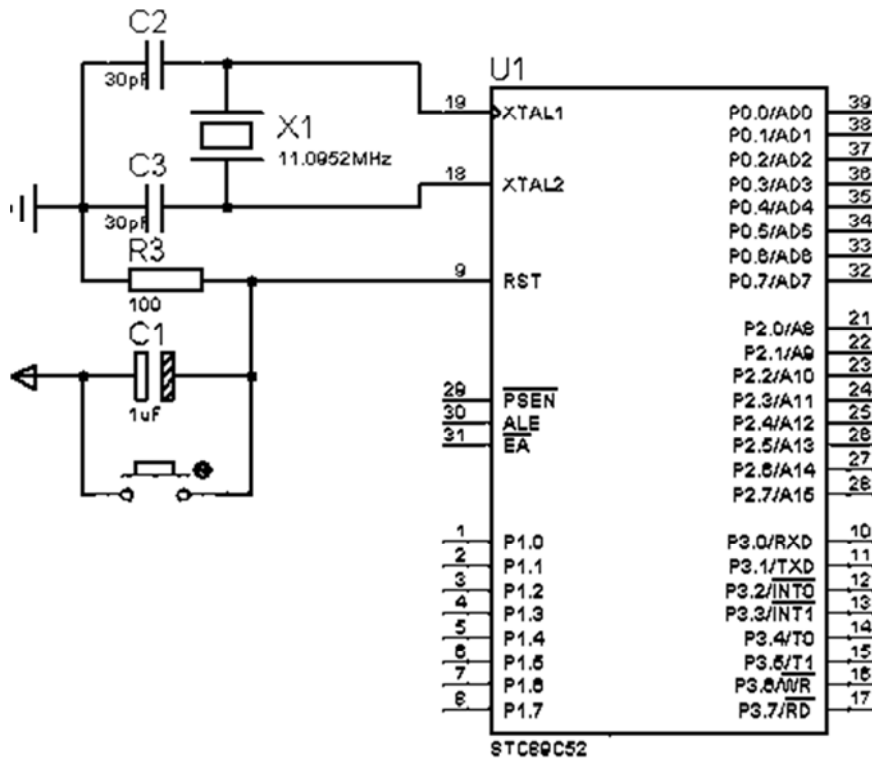 C2
30pF
X1
11.0952MHz
C3
30pF
R3
100
C1
1uF
U1
19 XTAL1
18 XTAL2
9 RST
29 PSEN
30 ALE
31 EA
1 P1.0
2 P1.1
3 P1.2
4 P1.3
5 P1.4
6 P1.5
7 P1.6
8 P1.7
P0.0/AD0 39
P0.1/AD1 38
P0.2/AD2 37
P0.3/AD3 36
P0.4/AD4 35
P0.5/AD5 34
P0.6/AD6 33
P0.7/AD7 32
P2.0/A8 21
P2.1/A9 22
P2.2/A10 23
P2.3/A11 24
P2.4/A12 25
P2.5/A13 26
P2.6/A14 27
P2.7/A15 28
P3.0/RXD 10
P3.1/TXD 11
P3.2/INT0 12
P3.3/INT1 13
P3.4/T0 14
P3.5/T1 15
P3.6/WR 16
P3.7/RD 17
STC89C52